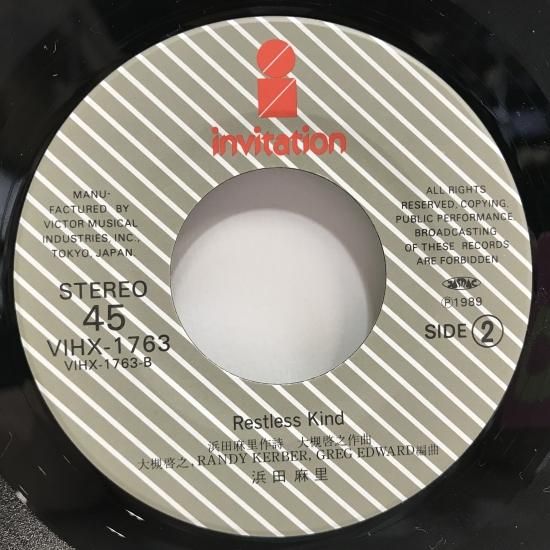 invitation
MANU-
FACTURED BY
VICTOR MUSICAL
INDUSTRIES, INC.,
TOKYO, JAPAN.
ALL RIGHTS
RESERVED, COPYING.
PUBLIC PERFORMANCE
BROADCASTING
OF THESE RECORDS
ARE FORBIDDEN
JASRAC
Ⓟ1989
STEREO
45
VIHX-1763
VIHX-1763-B
SIDE 2
Restless Kind
浜田麻里作詩 大槻啓之作曲
大槻啓之, RANDY KERBER, GREG EDWARD編曲
浜田麻里